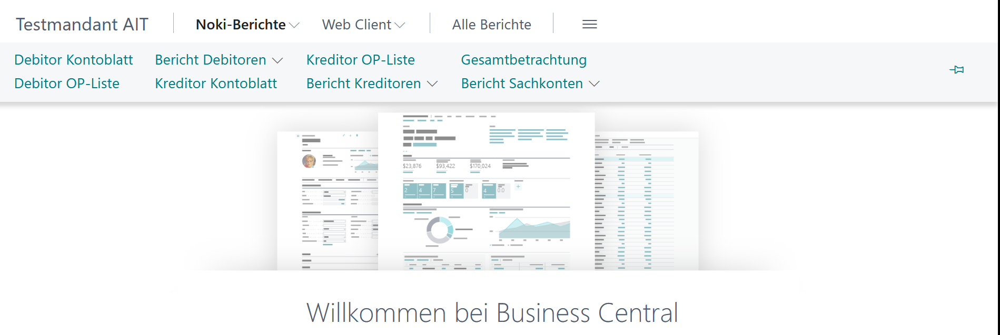 Testmandant AIT Noki-Berichte Web Client Alle Berichte
Debitor Kontoblatt Bericht Debitoren Kreditor OP-Liste Gesamtbetrachtung
Debitor OP-Liste Kreditor Kontoblatt Bericht Kreditoren Bericht Sachkonten
$23,876 $93,422 $170,024
2 4 7 5 0 4 0.0
Willkommen bei Business Central